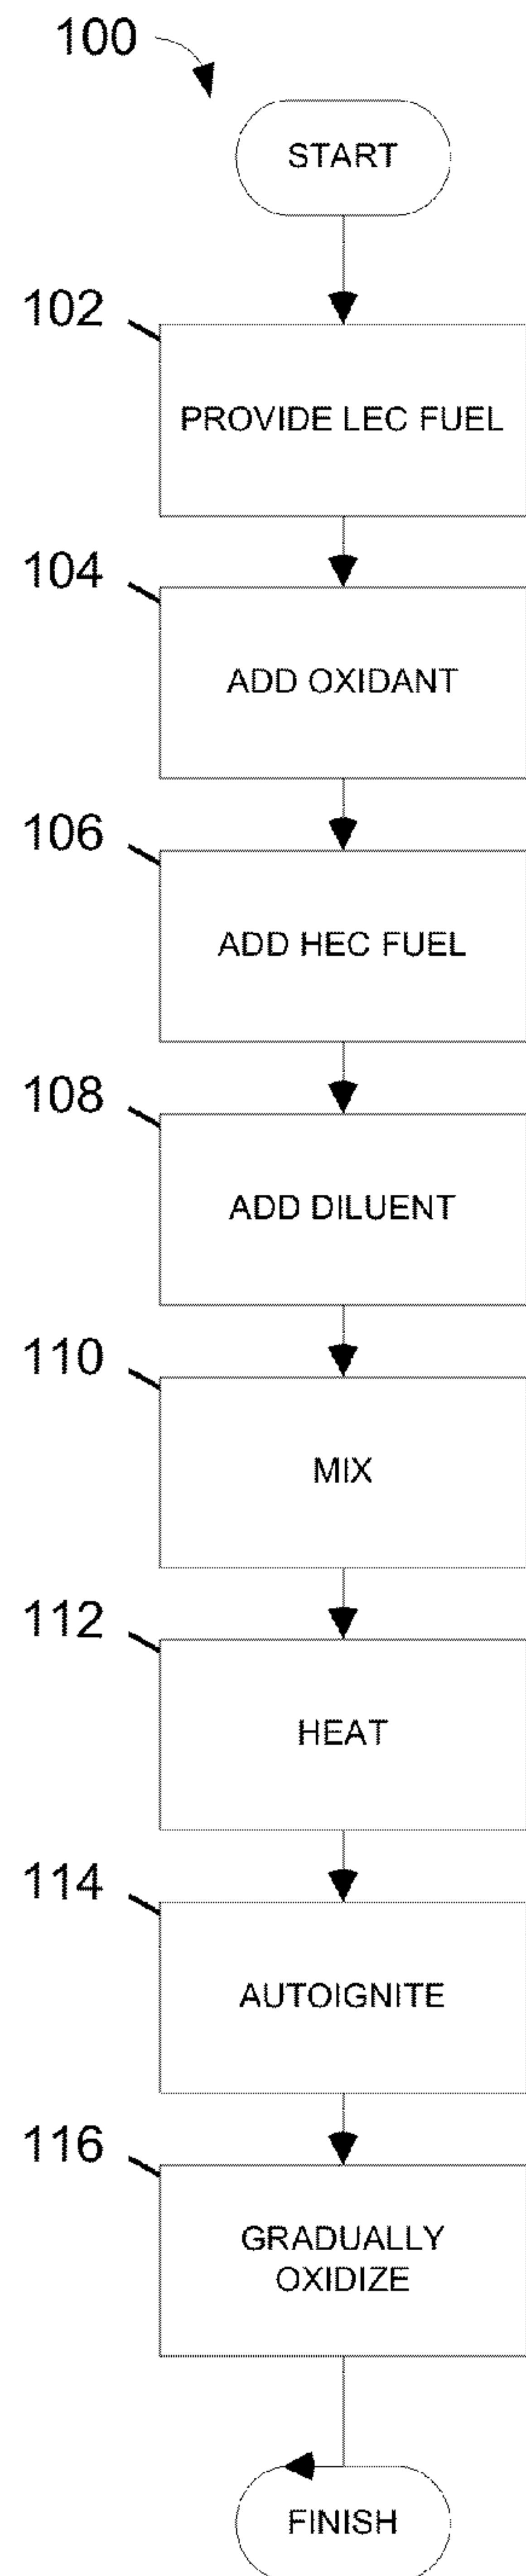 100
START
102
PROVIDE LEC FUEL
104
ADD OXIDANT
106
ADD HEC FUEL
108
ADD DILUENT
110
MIX
112
HEAT
114
AUTOIGNITE
116
GRADUALLY
OXIDIZE
FINISH